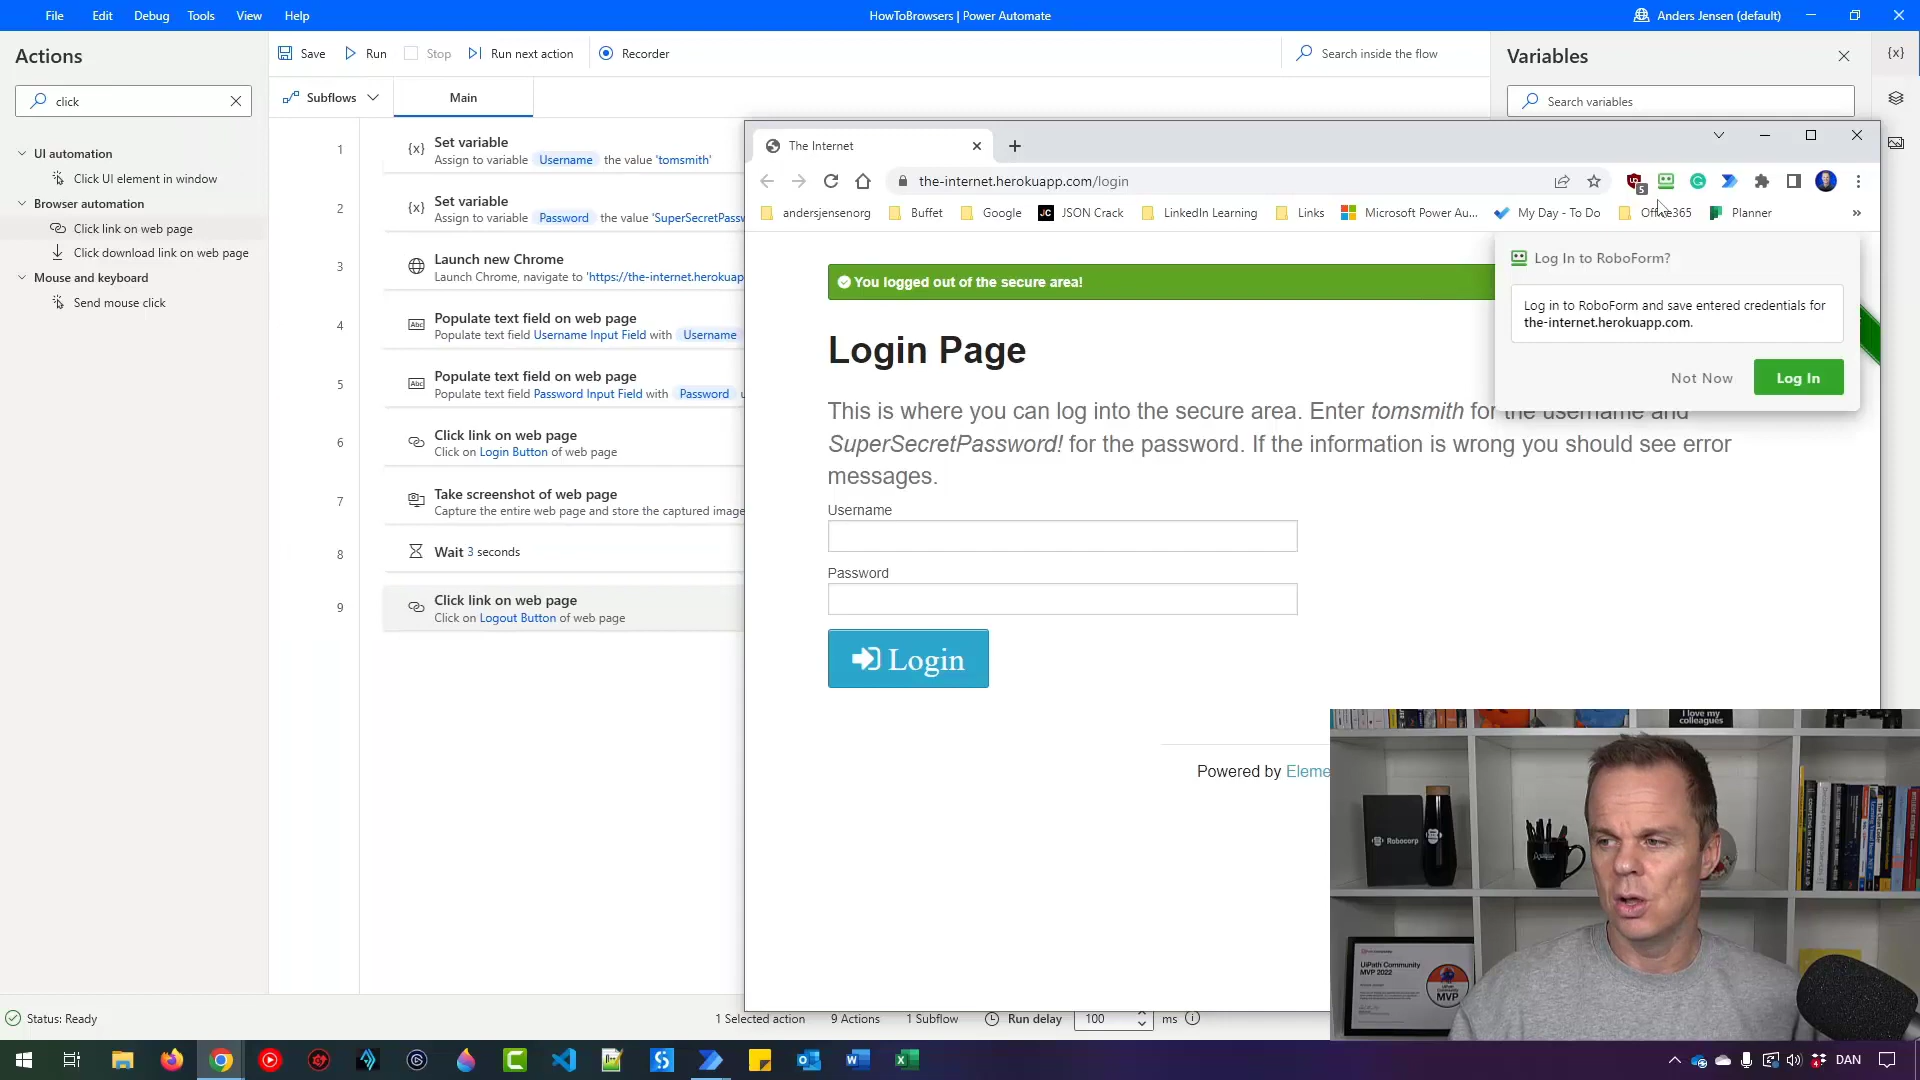 File Edit Debug Tools View Help
HowToBrowsers | Power Automate
Anders Jensen (default)
Actions
click
UI automation
Click UI element in window
Browser automation
Click link on web page
Click download link on web page
Mouse and keyboard
Send mouse click
Save Run Stop Run next action Recorder
Search inside the flow
Subflows Main
1 Set variable
Assign to variable Username the value 'tomsmith'
2 Set variable
Assign to variable Password the value 'SuperSecretPassw
3 Launch new Chrome
Launch Chrome, navigate to 'https://the-internet.herokuap
4 Populate text field on web page
Populate text field Username Input Field with Username
5 Populate text field on web page
Populate text field Password Input Field with Password u
6 Click link on web page
Click on Login Button of web page
7 Take screenshot of web page
Capture the entire web page and store the captured image
8 Wait 3 seconds
9 Click link on web page
Click on Logout Button of web page
Variables
{x}
Search variables
The Internet
the-internet.herokuapp.com/login
5
andersjensenorg Buffet Google JSON Crack LinkedIn Learning Links Microsoft Power Au... My Day - To Do Office365 Planner »
You logged out of the secure area!
Log In to RoboForm?
Log in to RoboForm and save entered credentials for
the-internet.herokuapp.com.
Not Now Log In
Login Page
This is where you can log into the secure area. Enter tomsmith for the username and
SuperSecretPassword! for the password. If the information is wrong you should see error
messages.
Username
Password
Login
Powered by Eleme
I love my
colleagues
Robocorp
UiPath Community
MVP 2022
MVP
Status: Ready
1 Selected action 9 Actions 1 Subflow Run delay 100 ms
DAN